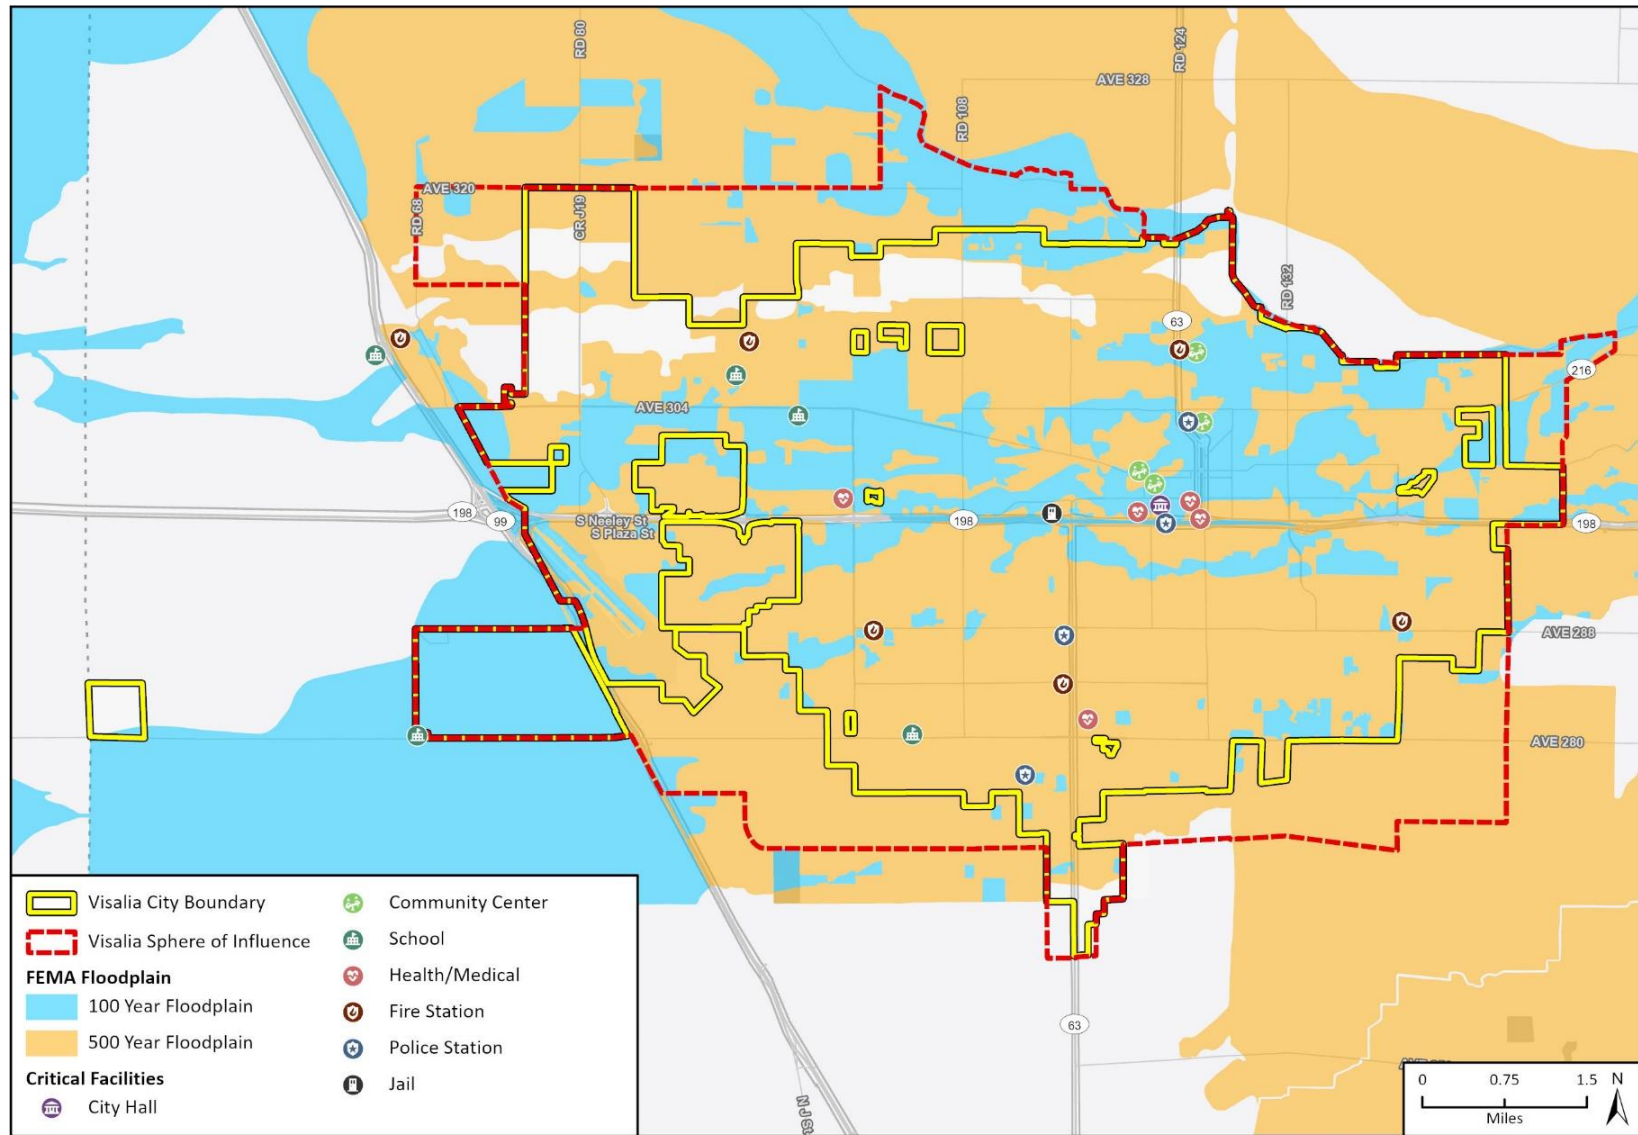 RD 80
RD 124
AVE 328
RD 108
AVE 320
RD 68
CR J19
RD 132
63
216
AVE 304
198
99
S Neeley St
S Plaza St
198
198
AVE 288
AVE 280
63
N J St
Visalia City Boundary
Visalia Sphere of Influence
FEMA Floodplain
100 Year Floodplain
500 Year Floodplain
Critical Facilities
City Hall
Community Center
School
Health/Medical
Fire Station
Police Station
Jail
0 0.75 1.5 N
Miles